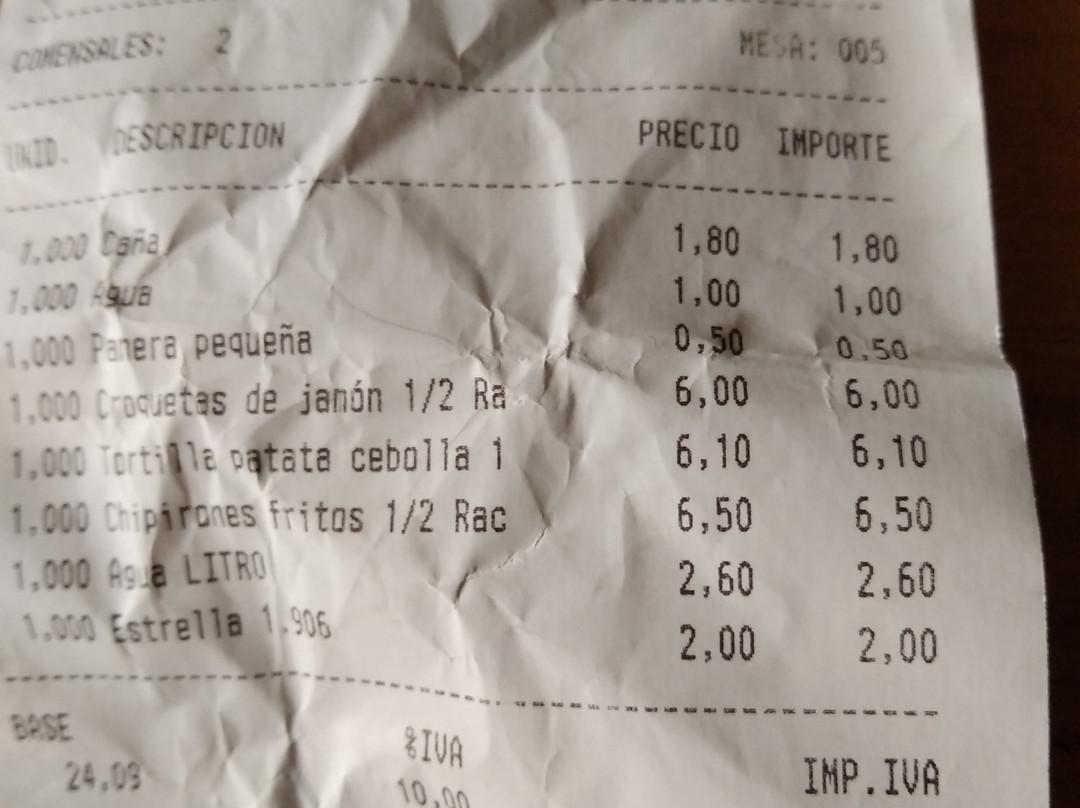 COMENSALES: 2 MESA: 005
UNID. DESCRIPCION PRECIO IMPORTE
1,000 Caña 1,80 1,80
1,000 Agua 1,00 1,00
1,000 Panera pequeña 0,50 0,50
1,000 Croquetas de jamón 1/2 Ra 6,00 6,00
1,000 Tortilla patata cebolla 1 6,10 6,10
1,000 Chipirones fritos 1/2 Rac 6,50 6,50
1,000 Agua LITRO 2,60 2,60
1,000 Estrella 1.906 2,00 2,00
BASE %IVA IMP.IVA
24,09 10,00